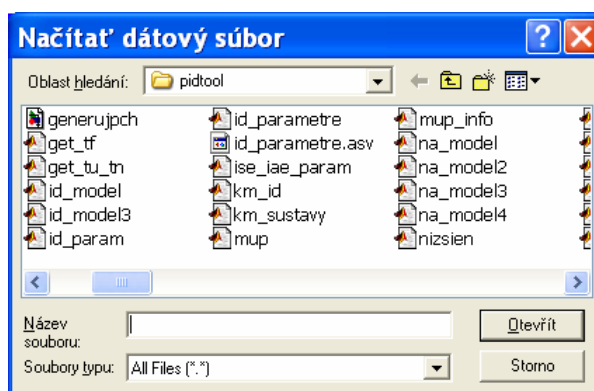 Načítať dátový súbor
Oblast hledání: pidtool
generujpch id_parametre mup_info
get_tf id_parametre.asv na_model
get_tu_tn ise_iae_param na_model2
id_model km_id na_model3
id_model3 km_sustavy na_model4
id_param mup nizsien
Název
souboru:
Otevřít
Soubory typu: All Files (*.*) Storno